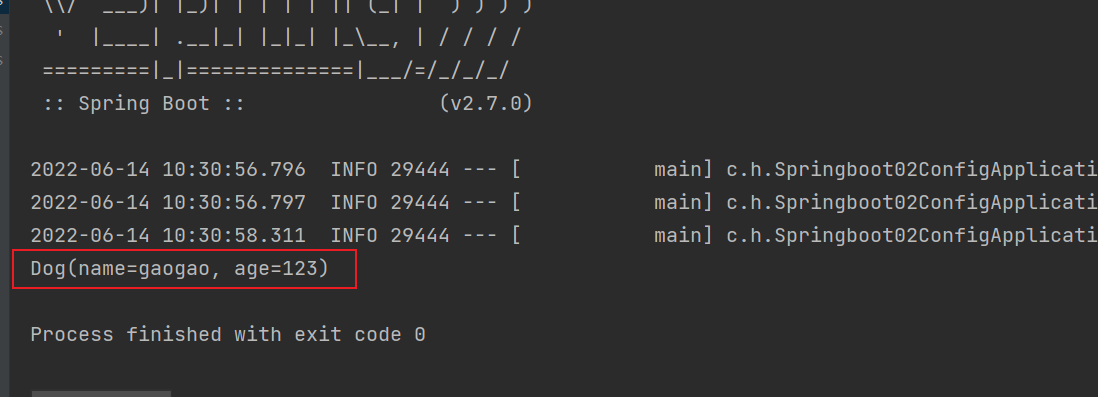 \\/  ___)| |_)| | | | | || (_| |  ) ) ) )
  '  |____| .__|_| |_|_| |_\__, | / / / /
 =========|_|==============|___/=/_/_/_/
 :: Spring Boot ::                (v2.7.0)
2022-06-14 10:30:56.796  INFO 29444 --- [           main] c.h.Springboot02ConfigApplicati
2022-06-14 10:30:56.797  INFO 29444 --- [           main] c.h.Springboot02ConfigApplicati
2022-06-14 10:30:58.311  INFO 29444 --- [           main] c.h.Springboot02ConfigApplicati
Dog(name=gaogao, age=123)
Process finished with exit code 0